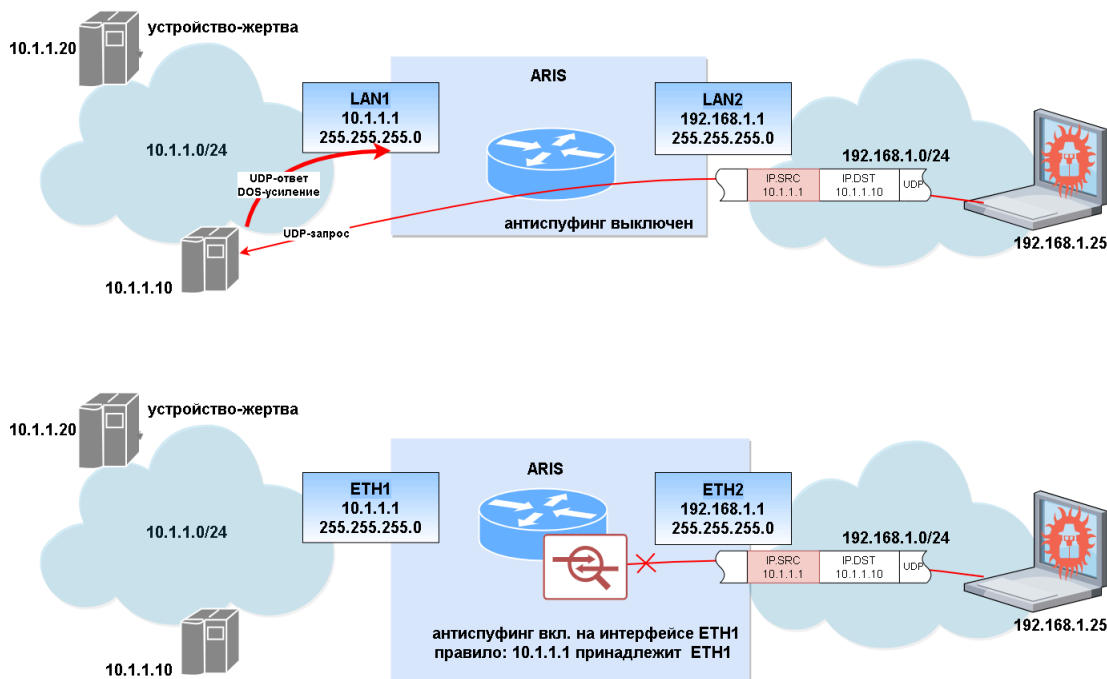 устройство-жертва
10.1.1.20
ARIS
LAN1
10.1.1.1
255.255.255.0
LAN2
192.168.1.1
255.255.255.0
10.1.1.0/24
192.168.1.0/24
UDP-ответ
DOS-усиление
IP.SRC
10.1.1.1
IP.DST
10.1.1.10
UDP
антиспуфинг выключен
UDP-запрос
192.168.1.25
10.1.1.10
устройство-жертва
10.1.1.20
ARIS
ETH1
10.1.1.1
255.255.255.0
ETH2
192.168.1.1
255.255.255.0
10.1.1.0/24
192.168.1.0/24
IP.SRC
10.1.1.1
IP.DST
10.1.1.10
UDP
192.168.1.25
антиспуфинг вкл. на интерфейсе ETH1
правило: 10.1.1.1 принадлежит ETH1
10.1.1.10